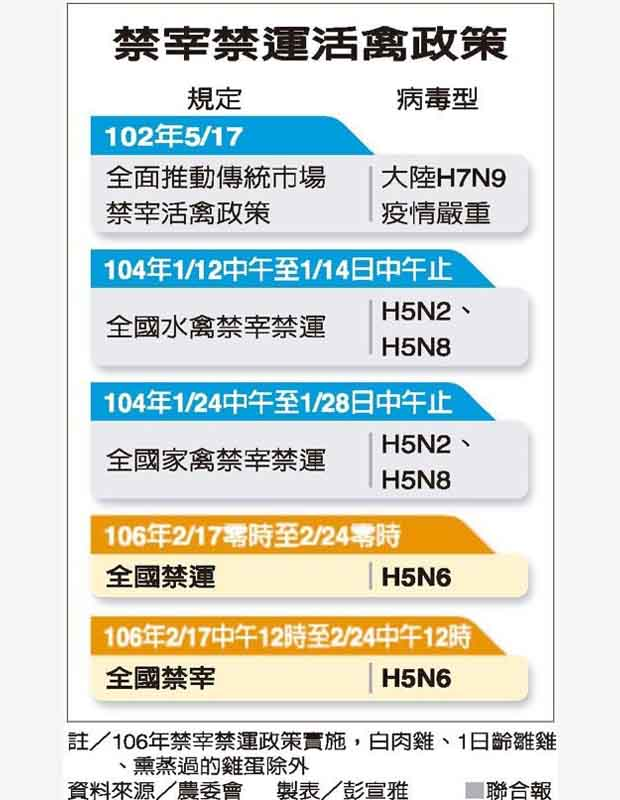 禁宰禁運活禽政策
規定 病毒型
102年5/17
全面推動傳統市場 大陸H7N9
禁宰活禽政策 疫情嚴重
104年1/12中午至1/14日中午止
全國水禽禁宰禁運 H5N2、
H5N8
104年1/24中午至1/28日中午止
全國家禽禁宰禁運 H5N2、
H5N8
106年2/17零時至2/24零時
全國禁運 H5N6
106年2/17中午12時至2/24中午12時
全國禁宰 H5N6
註／106年禁宰禁運政策實施，白肉雞、1日齡雛雞
、熏蒸過的雞蛋除外
資料來源／農委會 製表／彭宣雅 ■聯合報